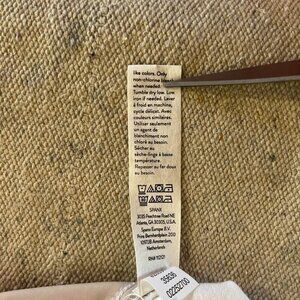 like colors. Only
non-chlorine bleach
when needed.
Tumble dry low. Low
iron if needed. Laver
à froid en machine,
cycle délicat. Avec
couleurs similaires.
Utiliser seulement
un agent de
blanchiment non
chloré au besoin.
Sécher au
sèche-linge à basse
température.
Repasser au fer doux
au besoin.
SPANX
3035 Peachtree Road NE
Atlanta, GA 30305, U.S.A.
Spanx Europe Fur
Prins Bernhardplein 200
1097JB Amsterdam,
Netherlands
RN# 112121